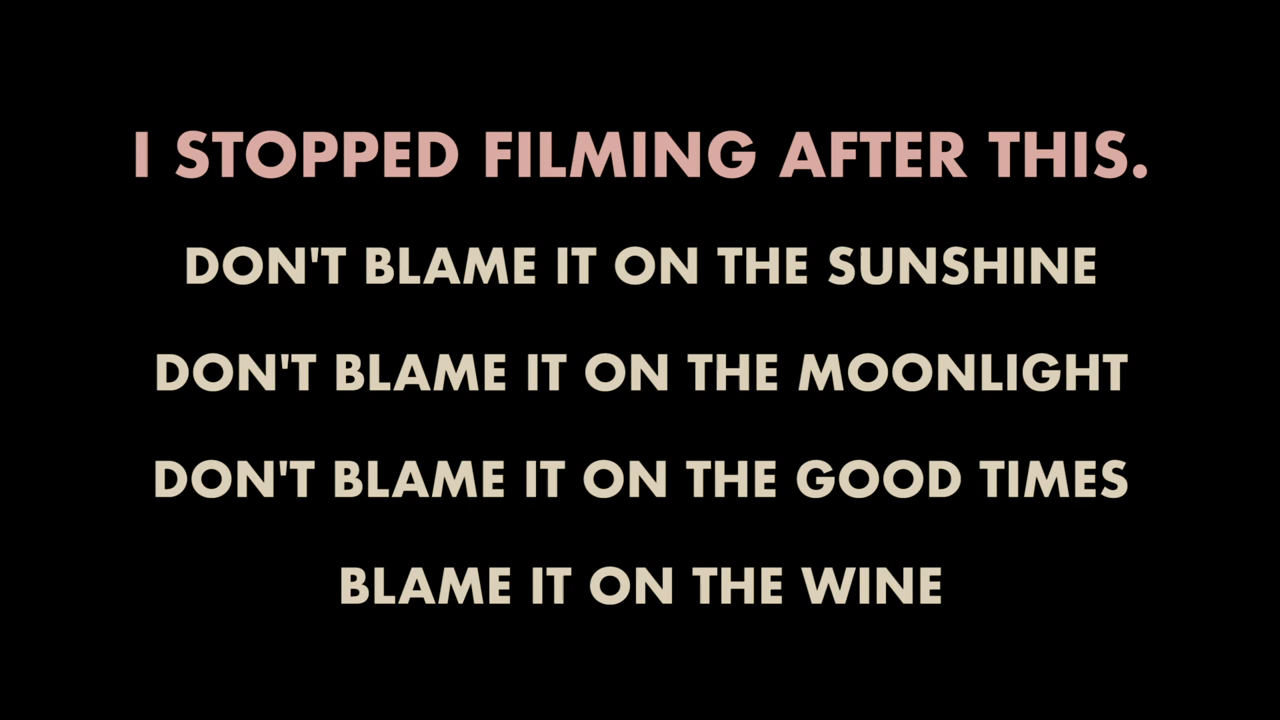 I STOPPED FILMING AFTER THIS.
DON'T BLAME IT ON THE SUNSHINE
DON'T BLAME IT ON THE MOONLIGHT
DON'T BLAME IT ON THE GOOD TIMES
BLAME IT ON THE WINE